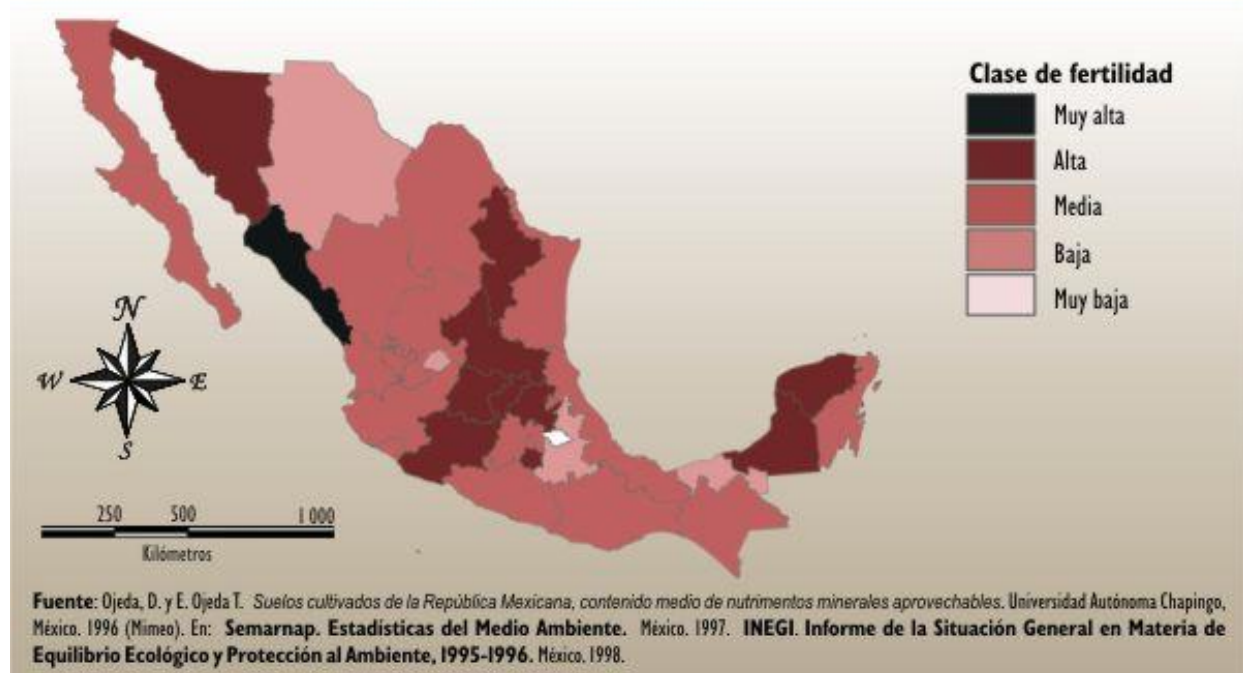 Clase de fertilidad
Muy alta
Alta
Media
Baja
Muy baja
N
W E
S
250 500 1 000
Kilómetros
Fuente: Ojeda, D. y E. Ojeda T. Suelos cultivados de la República Mexicana, contenido medio de nutrimentos minerales aprovechables. Universidad Autónoma Chapingo,
México. 1996 (Mimeo). En: Semarnap. Estadísticas del Medio Ambiente. México. 1997. INEGI. Informe de la Situación General en Materia de
Equilibrio Ecológico y Protección al Ambiente, 1995-1996. México. 1998.